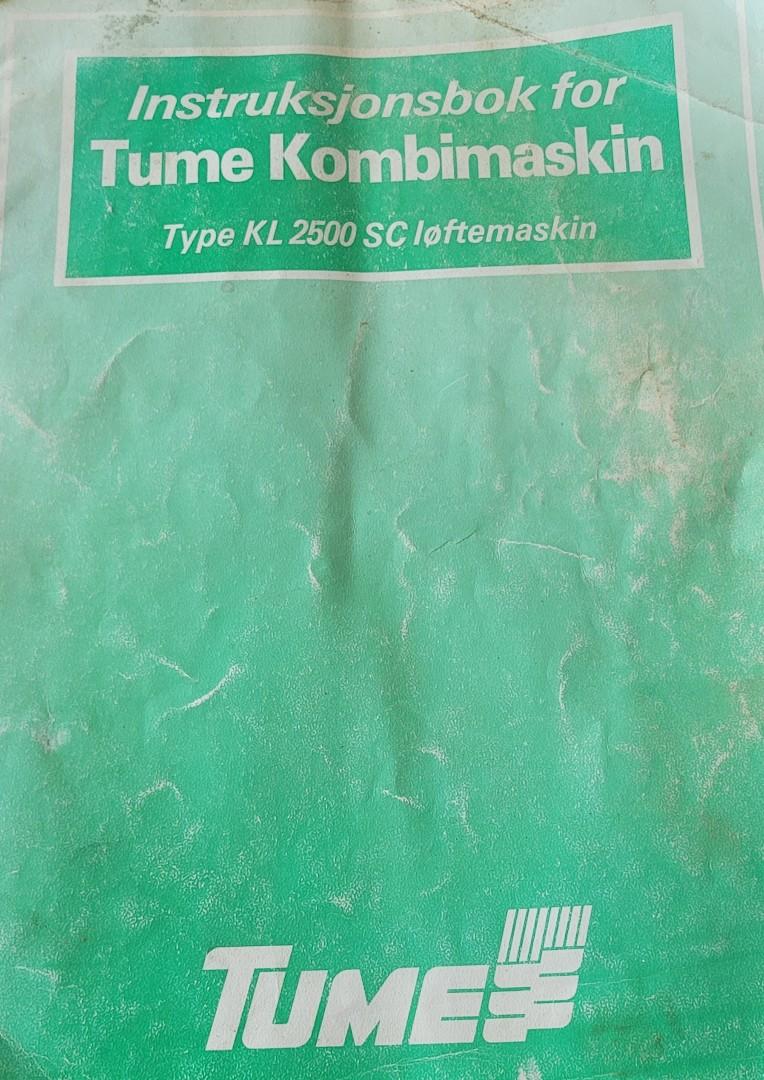 Instruksjonsbok for
Tume Kombimaskin
Type KL 2500 SC løftemaskin
TUME